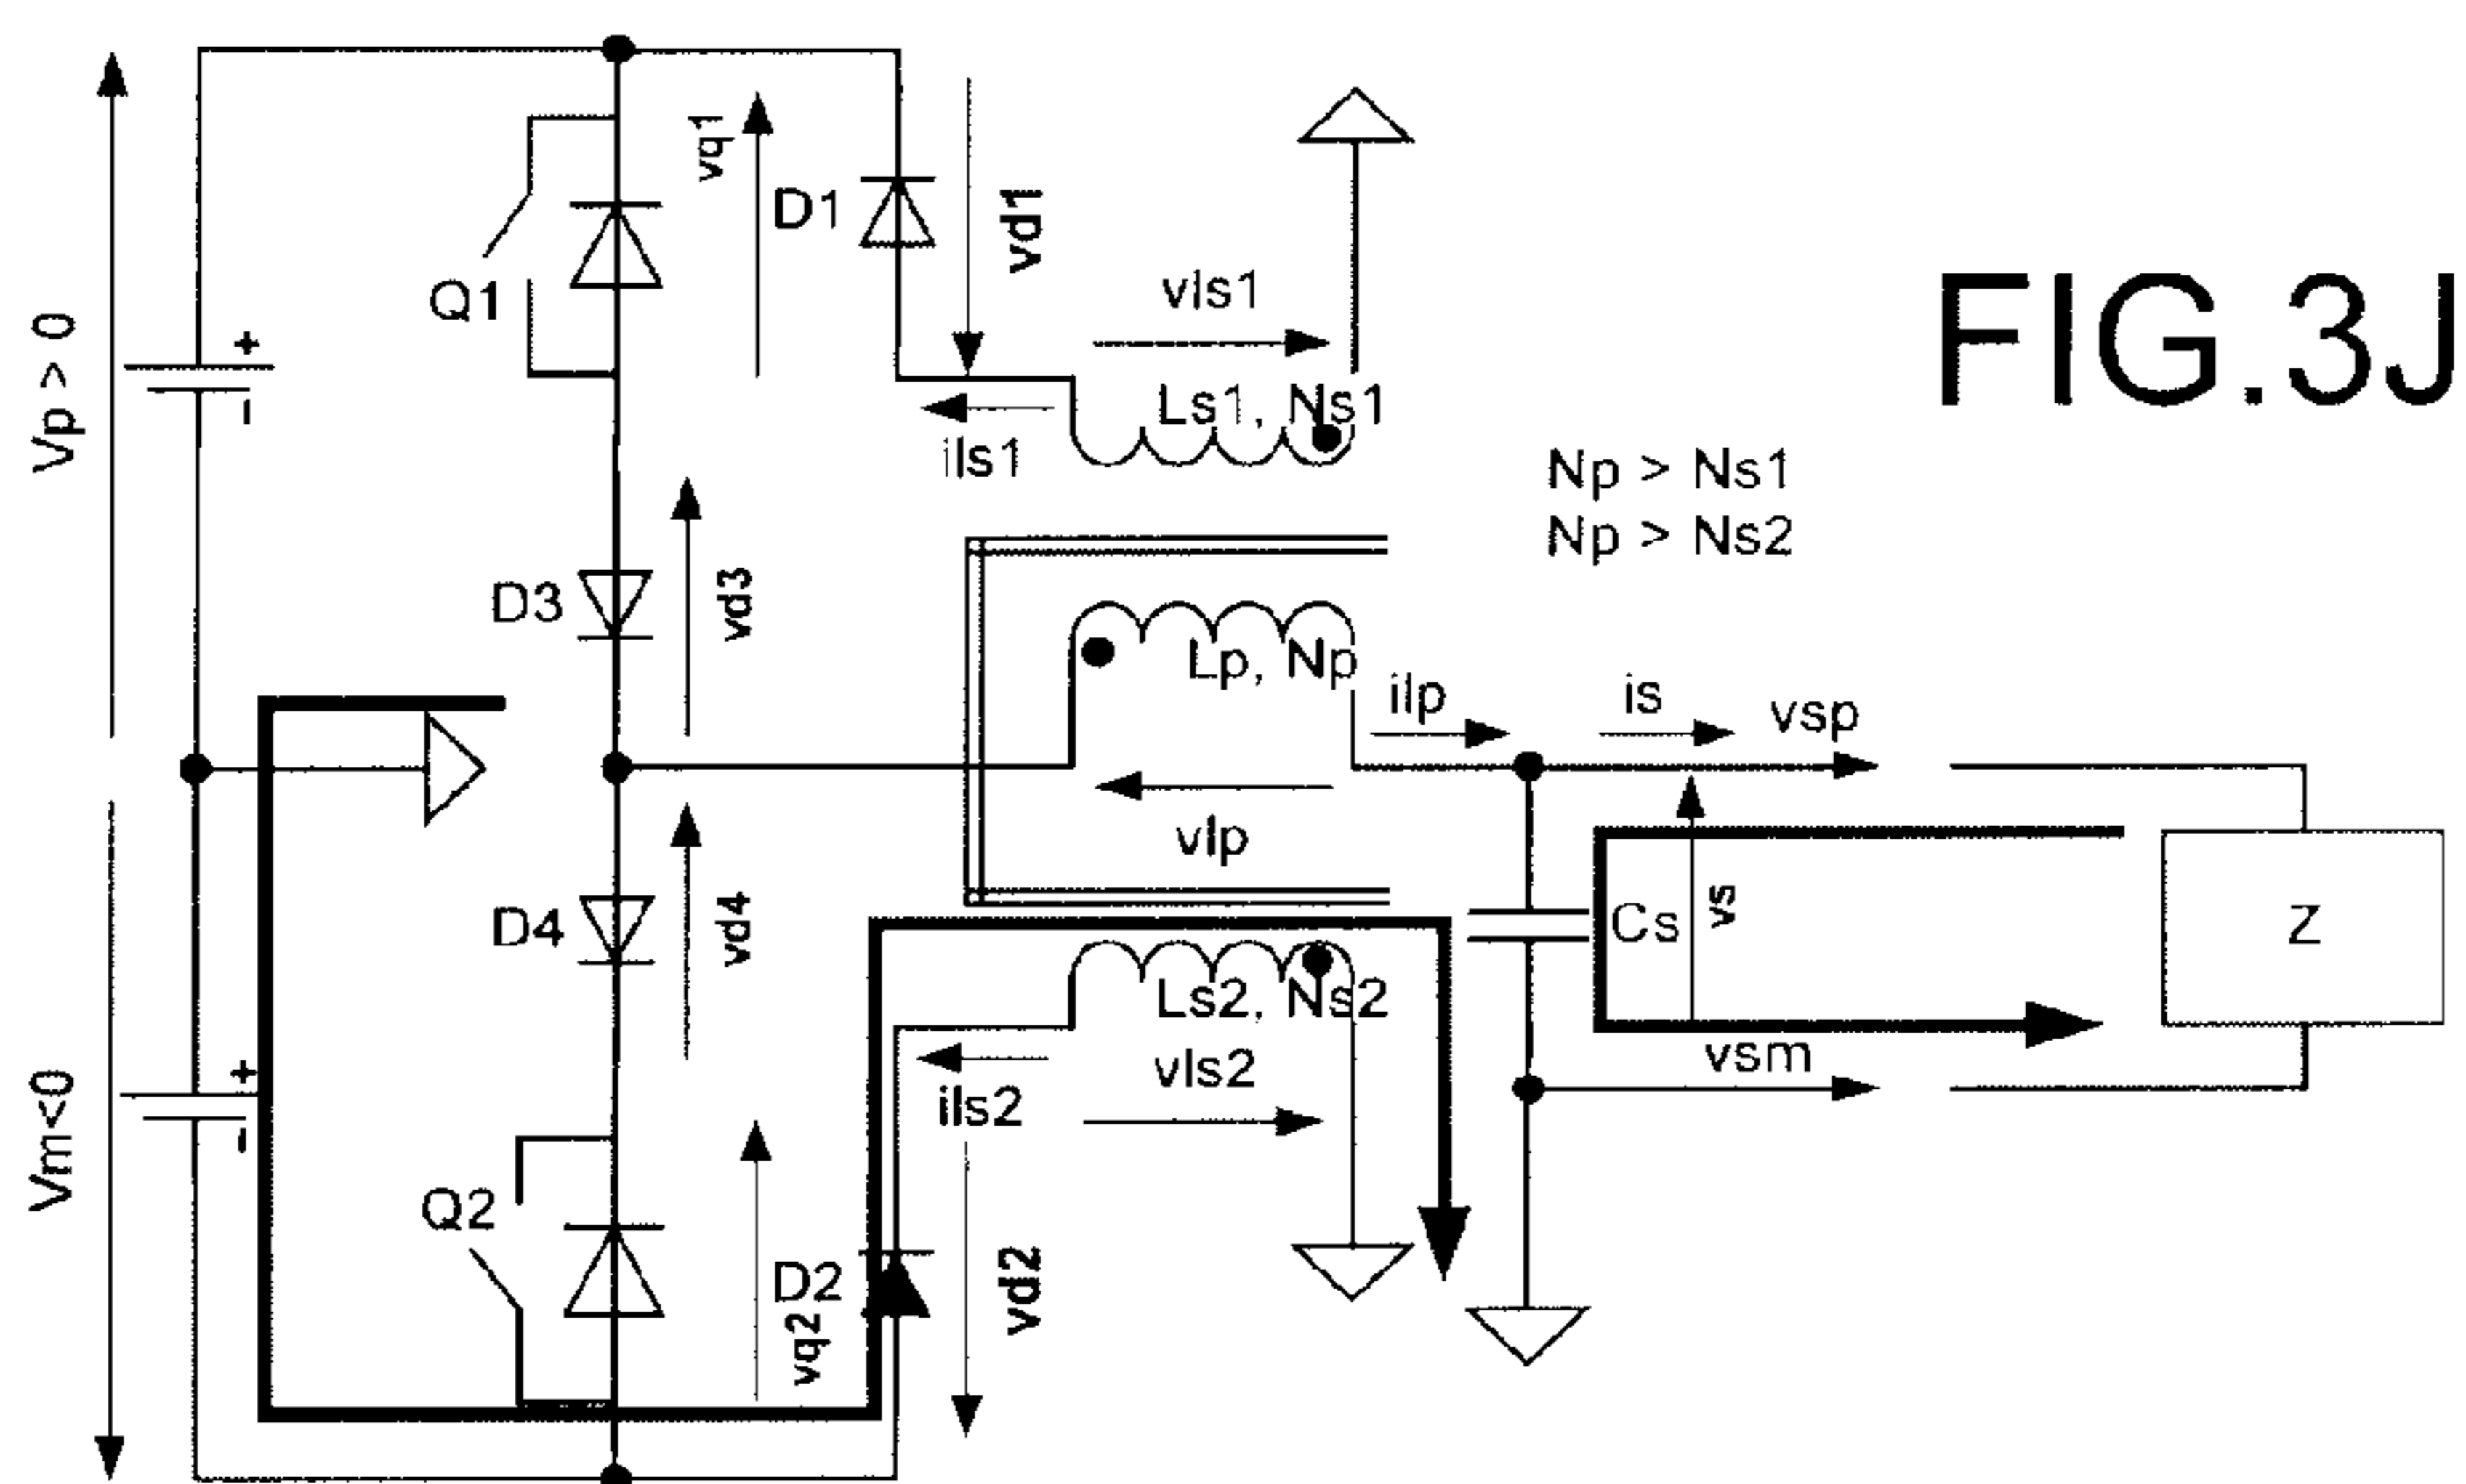 FIG.3J
Vp > 0
Vm<0
+
-
+
-
Q1
vq1
D1
vd1
vls1
ils1
Ls1, Ns1
Np > Ns1
Np > Ns2
D3
vd3
Lp, Np
ilp
is
vsp
vlp
D4
vd4
Cs
vs
Z
Ls2, Ns2
ils2
vls2
vsm
Q2
vq2
D2
vd2